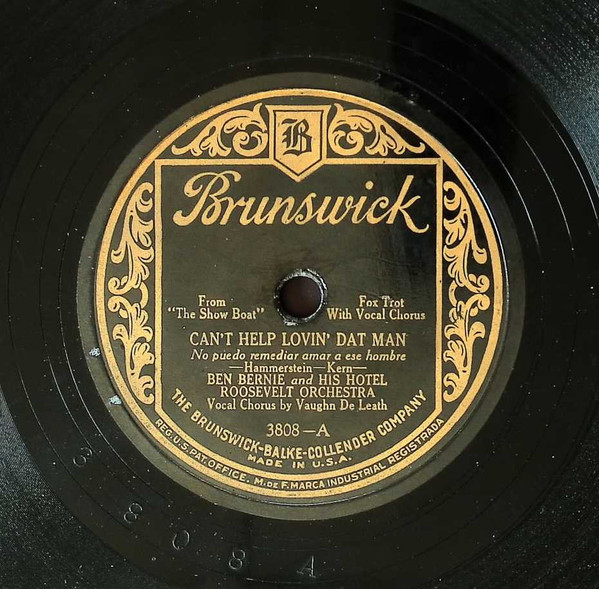 B
Brunswick
From
"The Show Boat"
Fox Trot
With Vocal Chorus
CAN'T HELP LOVIN' DAT MAN
No puedo remediar amar a ese hombre
—Hammerstein—Kern—
BEN BERNIE and HIS HOTEL
ROOSEVELT ORCHESTRA
Vocal Chorus by Vaughn De Leath
3808—A
THE BRUNSWICK-BALKE-COLLENDER COMPANY
MADE IN U.S.A.
REG. U.S. PAT. OFFICE. M. DE F. MARCA INDUSTRIAL REGISTRADA
3808 A